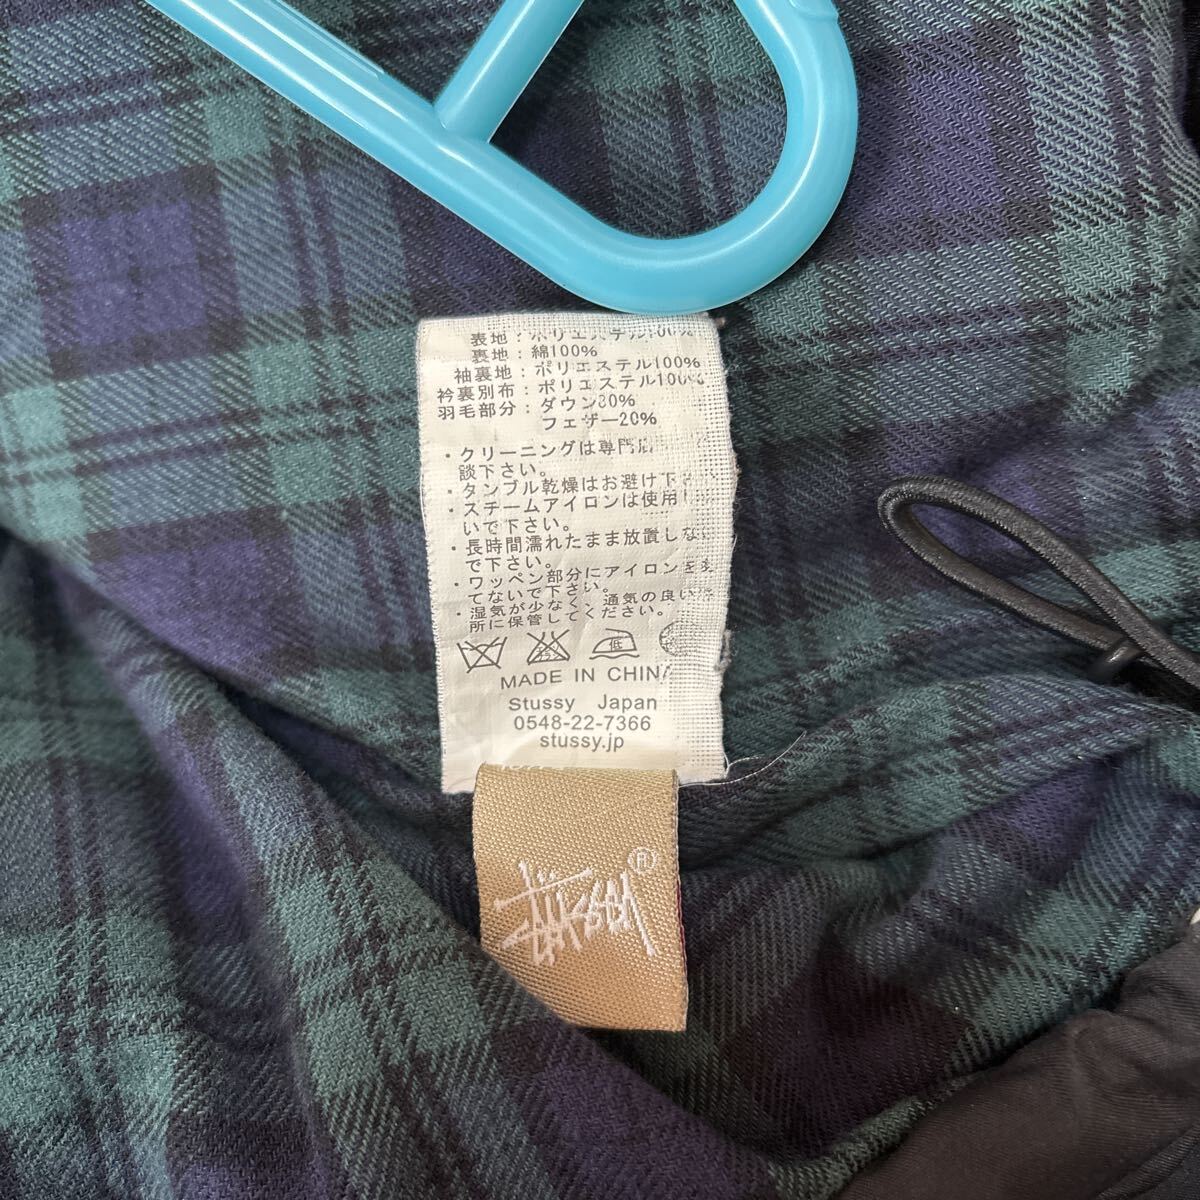 表地：ポリエステル100%
裏地：綿100%
袖裏地：ポリエステル100%
衿裏別布：ポリエステル100%
羽毛部分：ダウン80%
フェザー20%
・クリーニングは専門店
談下さい。
・タンブル乾燥はお避け下さ
・スチームアイロンは使用し
いで下さい。
・長時間濡れたまま放置しな
で下さい。
・ワッペン部分にアイロンを
てないで下さい。
・湿気が少なく、通気の良い
所に保管してください。
低
MADE IN CHINA
Stussy Japan
0548-22-7366
stussy.jp
Stüssy ®